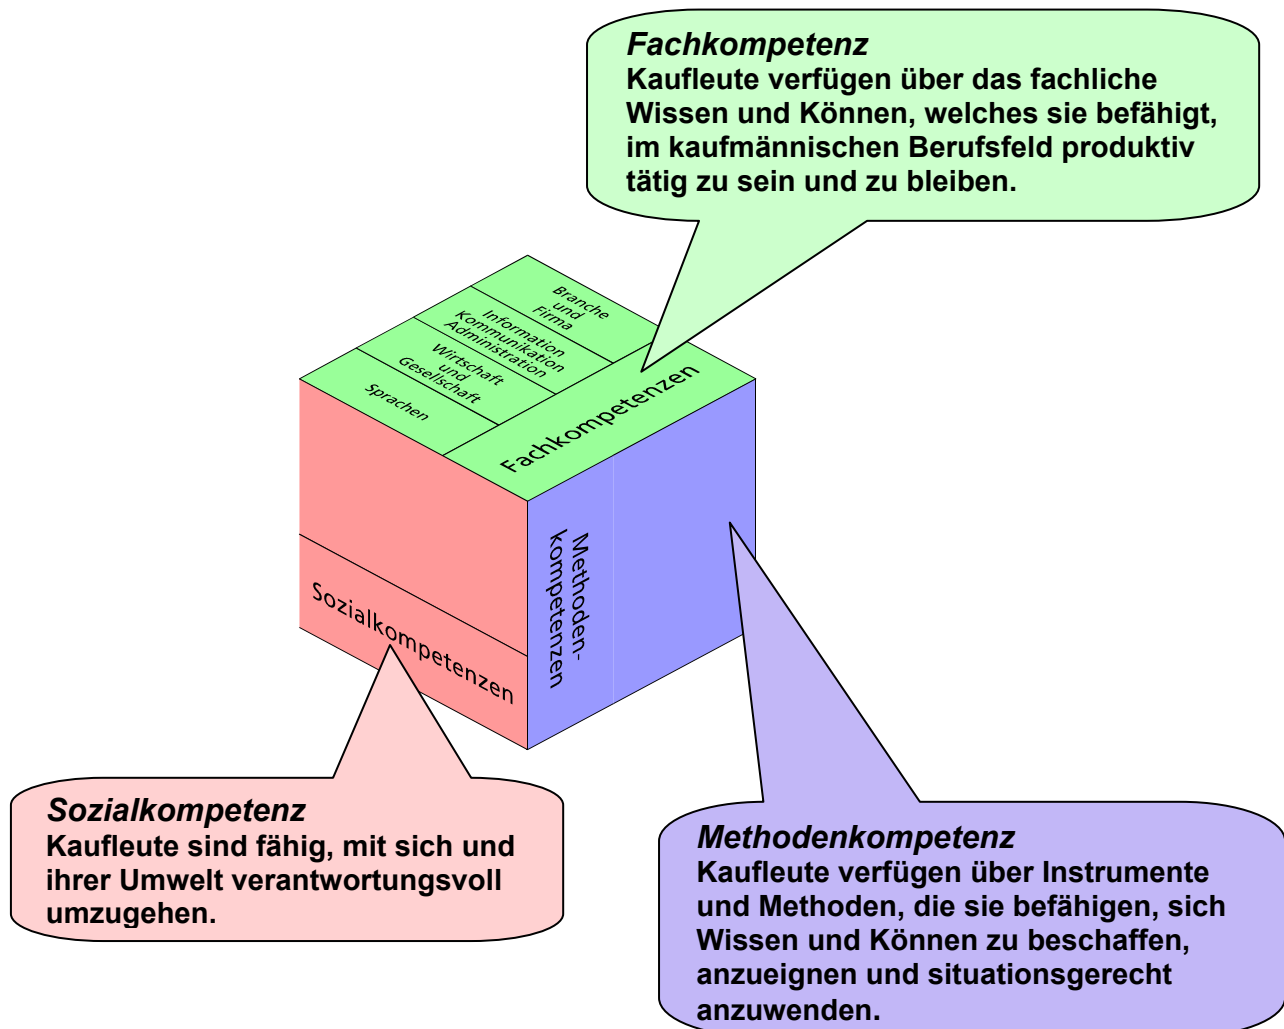 Fachkompetenz
Kaufleute verfügen über das fachliche
Wissen und Können, welches sie befähigt,
im kaufmännischen Berufsfeld produktiv
tätig zu sein und zu bleiben.
Branche
und
Firma
Information
Kommunikation
Administration
Wirtschaft
und
Gesellschaft
Sprachen
Fachkompetenzen
Methoden-
kompetenzen
Sozialkompetenzen
Sozialkompetenz
Kaufleute sind fähig, mit sich und
ihrer Umwelt verantwortungsvoll
umzugehen.
Methodenkompetenz
Kaufleute verfügen über Instrumente
und Methoden, die sie befähigen, sich
Wissen und Können zu beschaffen,
anzueignen und situationsgerecht
anzuwenden.